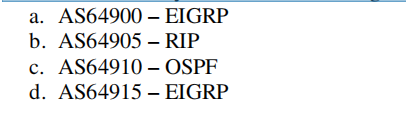 a. AS64900 – EIGRP
b. AS64905 – RIP
c. AS64910 – OSPF
d. AS64915 – EIGRP